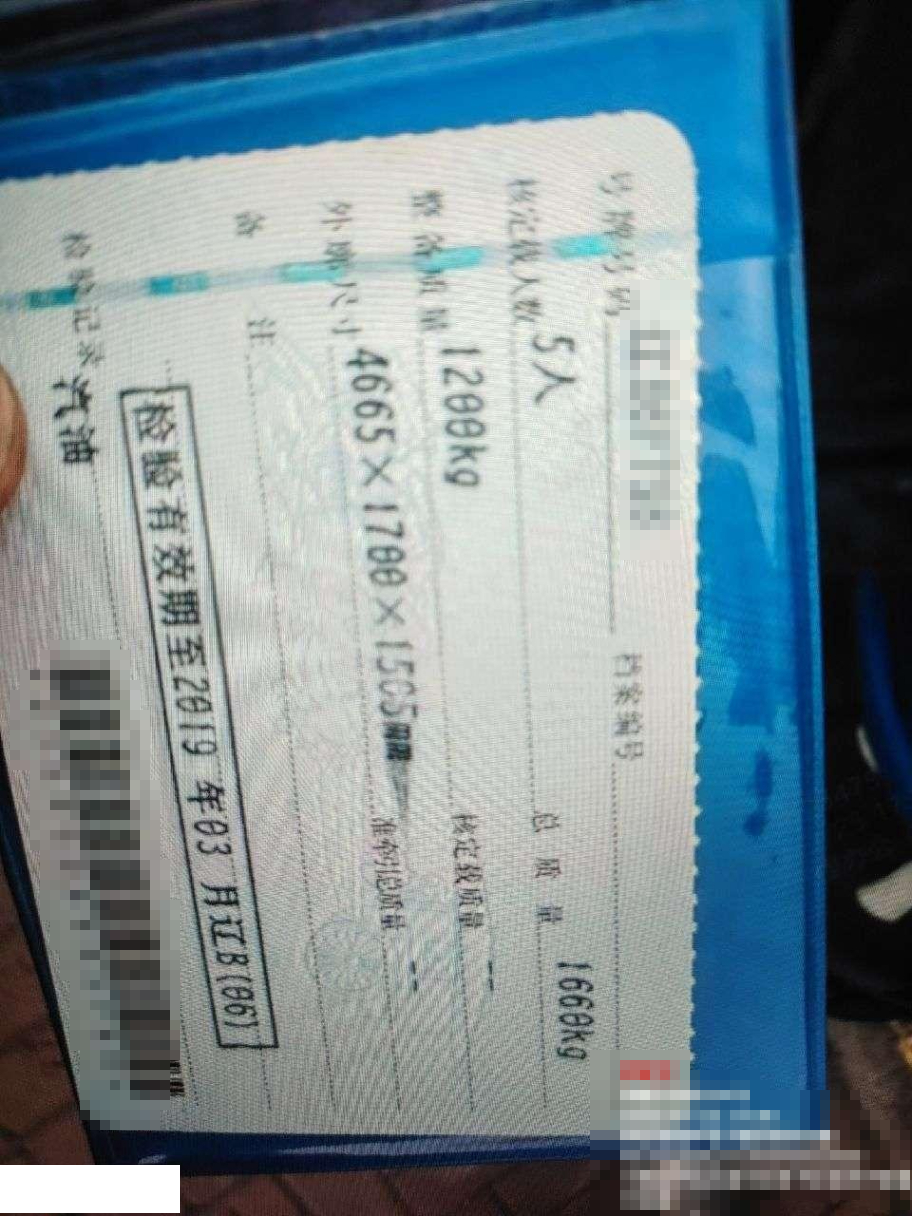 号牌号码 档案编号
核定载人数 5人 总质量 1660kg
整备质量 1200kg 核定载质量 --
外廓尺寸 4665×1700×1505mm 准牵引总质量 --
备注
检验有效期至2019年03月辽B(06)
检验记录 汽油